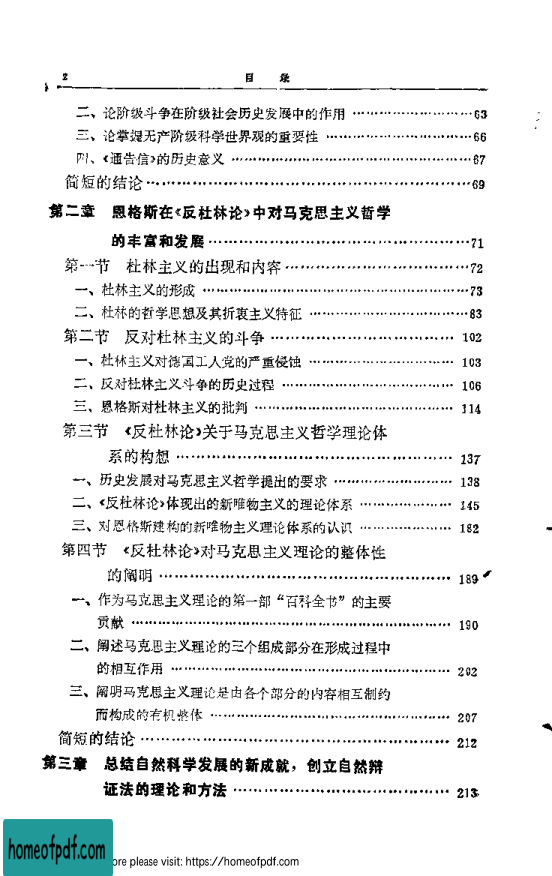 2 目 录
二、论阶级斗争在阶级社会历史发展中的作用 …………………… 63
三、论掌握无产阶级科学世界观的重要性 …………………… 66
四、《通告信》的历史意义 …………………… 67
简短的结论 …………………… 69
第二章 恩格斯在《反杜林论》中对马克思主义哲学
的丰富和发展 …………………… 71
第一节 杜林主义的出现和内容 …………………… 72
一、杜林主义的形成 …………………… 73
二、杜林的哲学思想及其折衷主义特征 …………………… 83
第二节 反对杜林主义的斗争 …………………… 102
一、杜林主义对德国工人党的严重侵蚀 …………………… 103
二、反对杜林主义斗争的历史过程 …………………… 106
三、恩格斯对杜林主义的批判 …………………… 114
第三节 《反杜林论》关于马克思主义哲学理论体
系的构想 …………………… 137
一、历史发展对马克思主义哲学提出的要求 …………………… 138
二、《反杜林论》体现出的新唯物主义的理论体系 …………………… 145
三、对恩格斯建构的新唯物主义理论体系的认识 …………………… 182
第四节 《反杜林论》对马克思主义理论的整体性
的阐明 …………………… 189
一、作为马克思主义理论的第一部“百科全书”的主要
贡献 …………………… 190
二、阐述马克思主义理论的三个组成部分在形成过程中
的相互作用 …………………… 202
三、阐明马克思主义理论是由各个部分的内容相互制约
而构成的有机整体 …………………… 207
简短的结论 …………………… 212
第三章 总结自然科学发展的新成就，创立自然辩
证法的理论和方法 …………………… 213
homeofpdf.com
ore please visit: https://homeofpdf.com